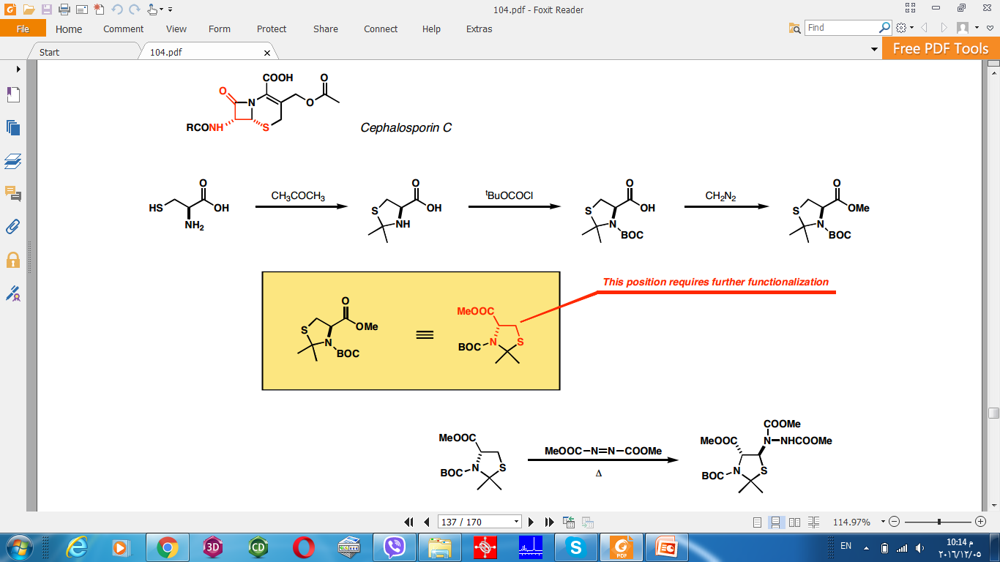 104.pdf - Foxit Reader
File Home Comment View Form Protect Share Connect Help Extras Find
Start 104.pdf x Free PDF Tools
COOH O
O N O
RCONH S Cephalosporin C
O O O O
HS OH CH3COCH3 S OH tBuOCOCl S OH CH2N2 S OMe
NH2 NH N N
BOC BOC
This position requires further functionalization
O MeOOC
S OMe ≡
N BOC N S
BOC
COOMe
MeOOC MeOOC–N=N–COOMe MeOOC N–NHCOOMe
N S N S
BOC Δ BOC
137 / 170 114.97%
3D CD PDF EN
10:14 م
٢٠١٦/١٢/٠٥